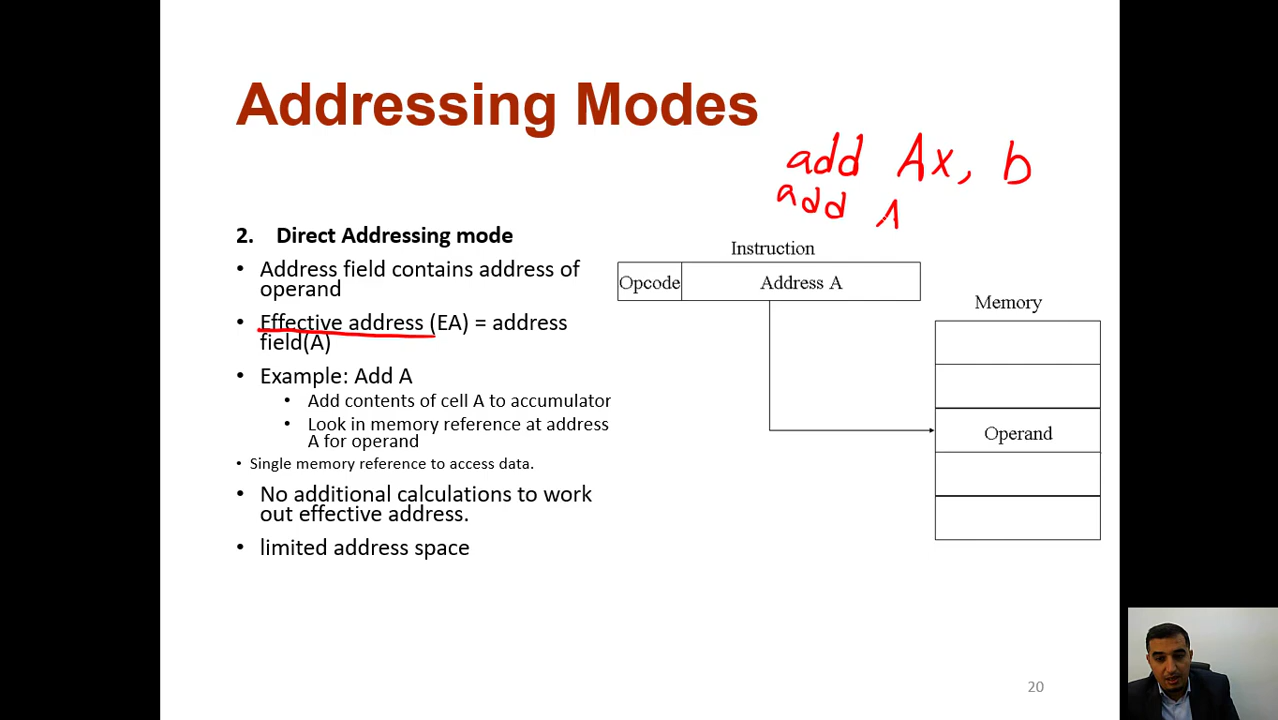 Addressing Modes
add Ax, b
add A
2. Direct Addressing mode
• Address field contains address of
operand
• Effective address (EA) = address
field(A)
• Example: Add A
• Add contents of cell A to accumulator
• Look in memory reference at address
A for operand
• Single memory reference to access data.
• No additional calculations to work
out effective address.
• limited address space
Instruction
Opcode Address A
Memory
Operand
20